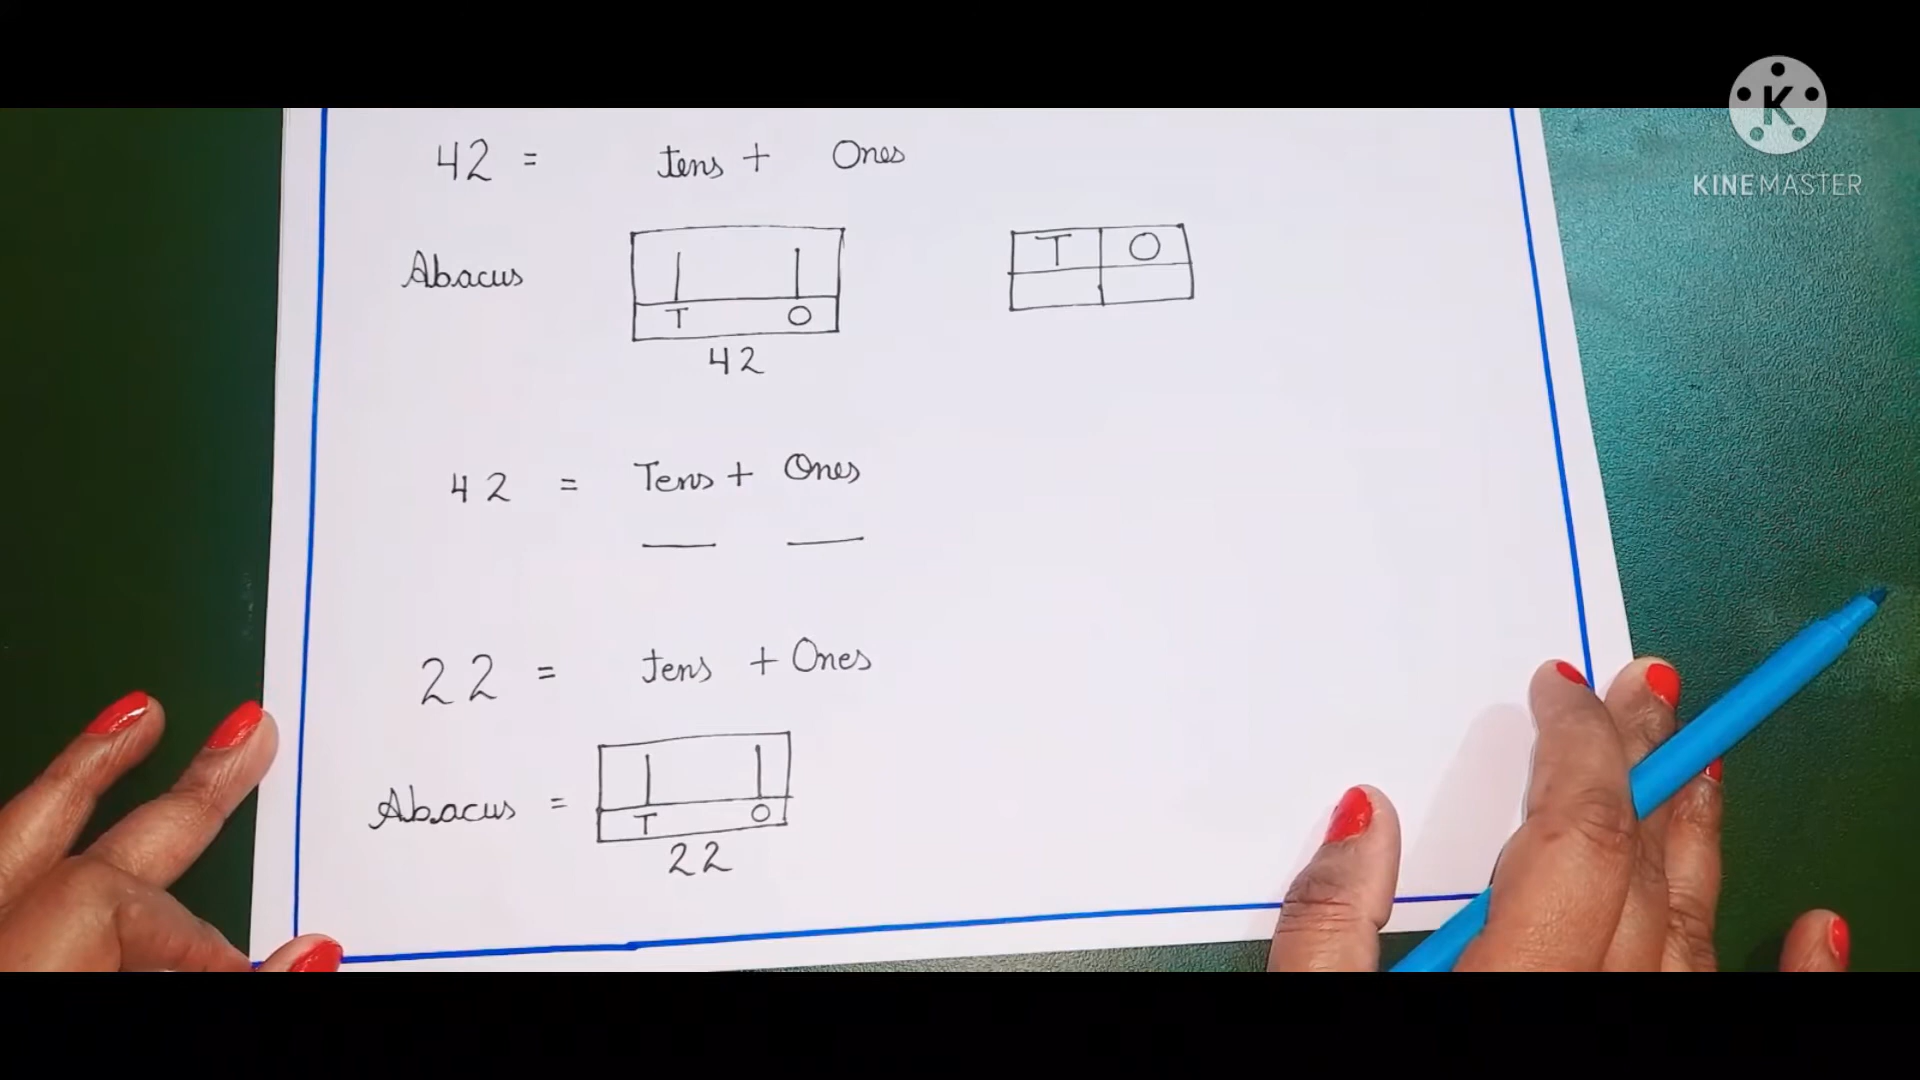 K
KINEMASTER
42 = tens + Ones
Abacus
T O
T O
42
42 = Tens + Ones
22 = tens + Ones
Abacus =
T O
22